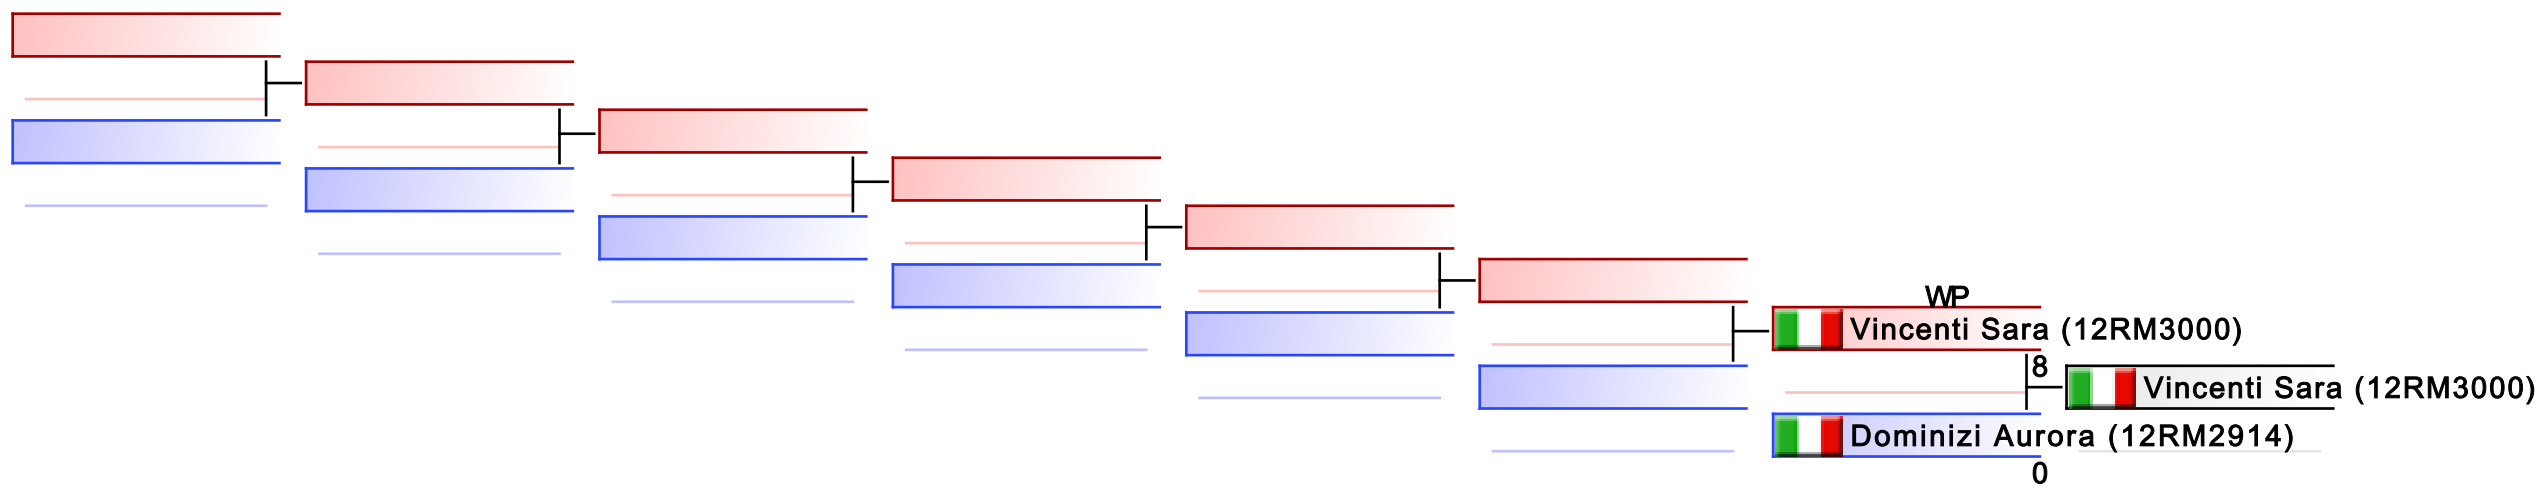 WP
Vincenti Sara (12RM3000)
8
Vincenti Sara (12RM3000)
Dominizi Aurora (12RM2914)
0